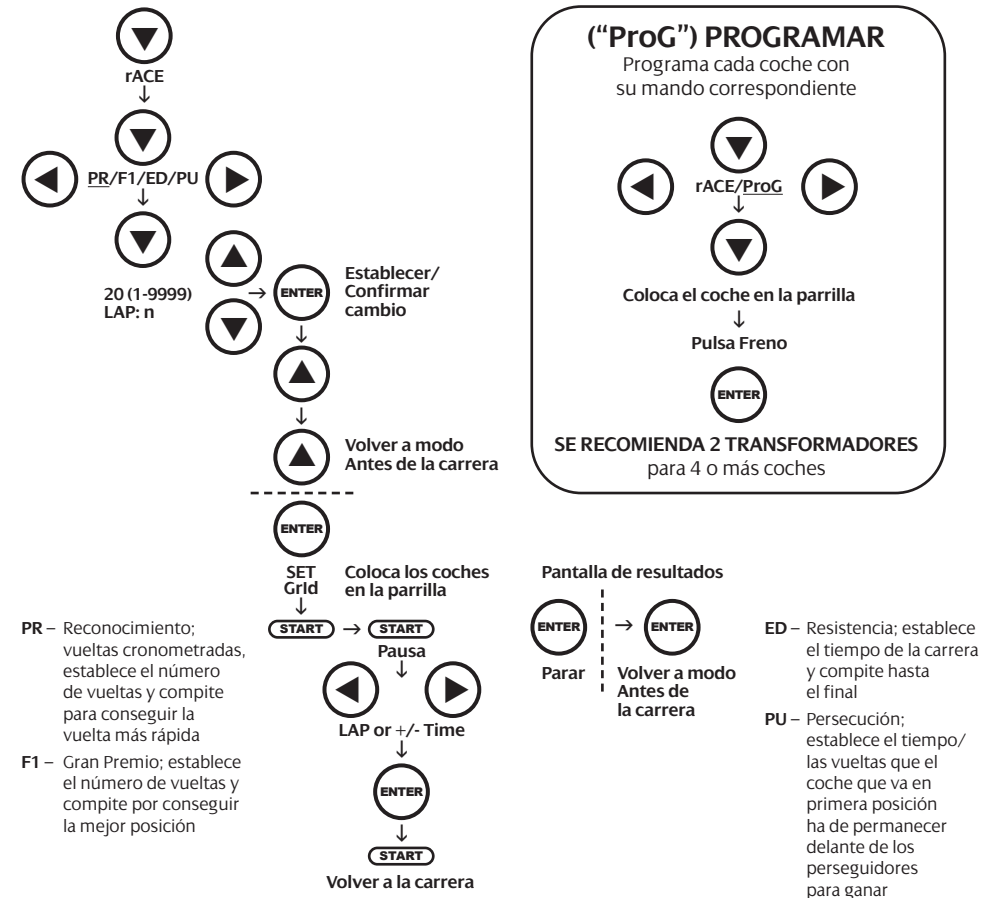 rACE
PR/F1/ED/PU
20 (1-9999)
LAP: n
ENTER
Establecer/
Confirmar
cambio
Volver a modo
Antes de la carrera
ENTER
SET
GrId
Coloca los coches
en la parrilla
START
START
Pausa
LAP or +/- Time
ENTER
START
Volver a la carrera
("ProG") PROGRAMAR
Programa cada coche con
su mando correspondiente
rACE/ProG
Coloca el coche en la parrilla
Pulsa Freno
ENTER
SE RECOMIENDA 2 TRANSFORMADORES
para 4 o más coches
Pantalla de resultados
ENTER
ENTER
Parar
Volver a modo
Antes de
la carrera
PR – Reconocimiento;
vueltas cronometradas,
establece el número
de vueltas y compite
para conseguir la
vuelta más rápida
F1 – Gran Premio; establece
el número de vueltas y
compite por conseguir
la mejor posición
ED – Resistencia; establece
el tiempo de la carrera
y compite hasta
el final
PU – Persecución;
establece el tiempo/
las vueltas que el
coche que va en
primera posición
ha de permanecer
delante de los
perseguidores
para ganar